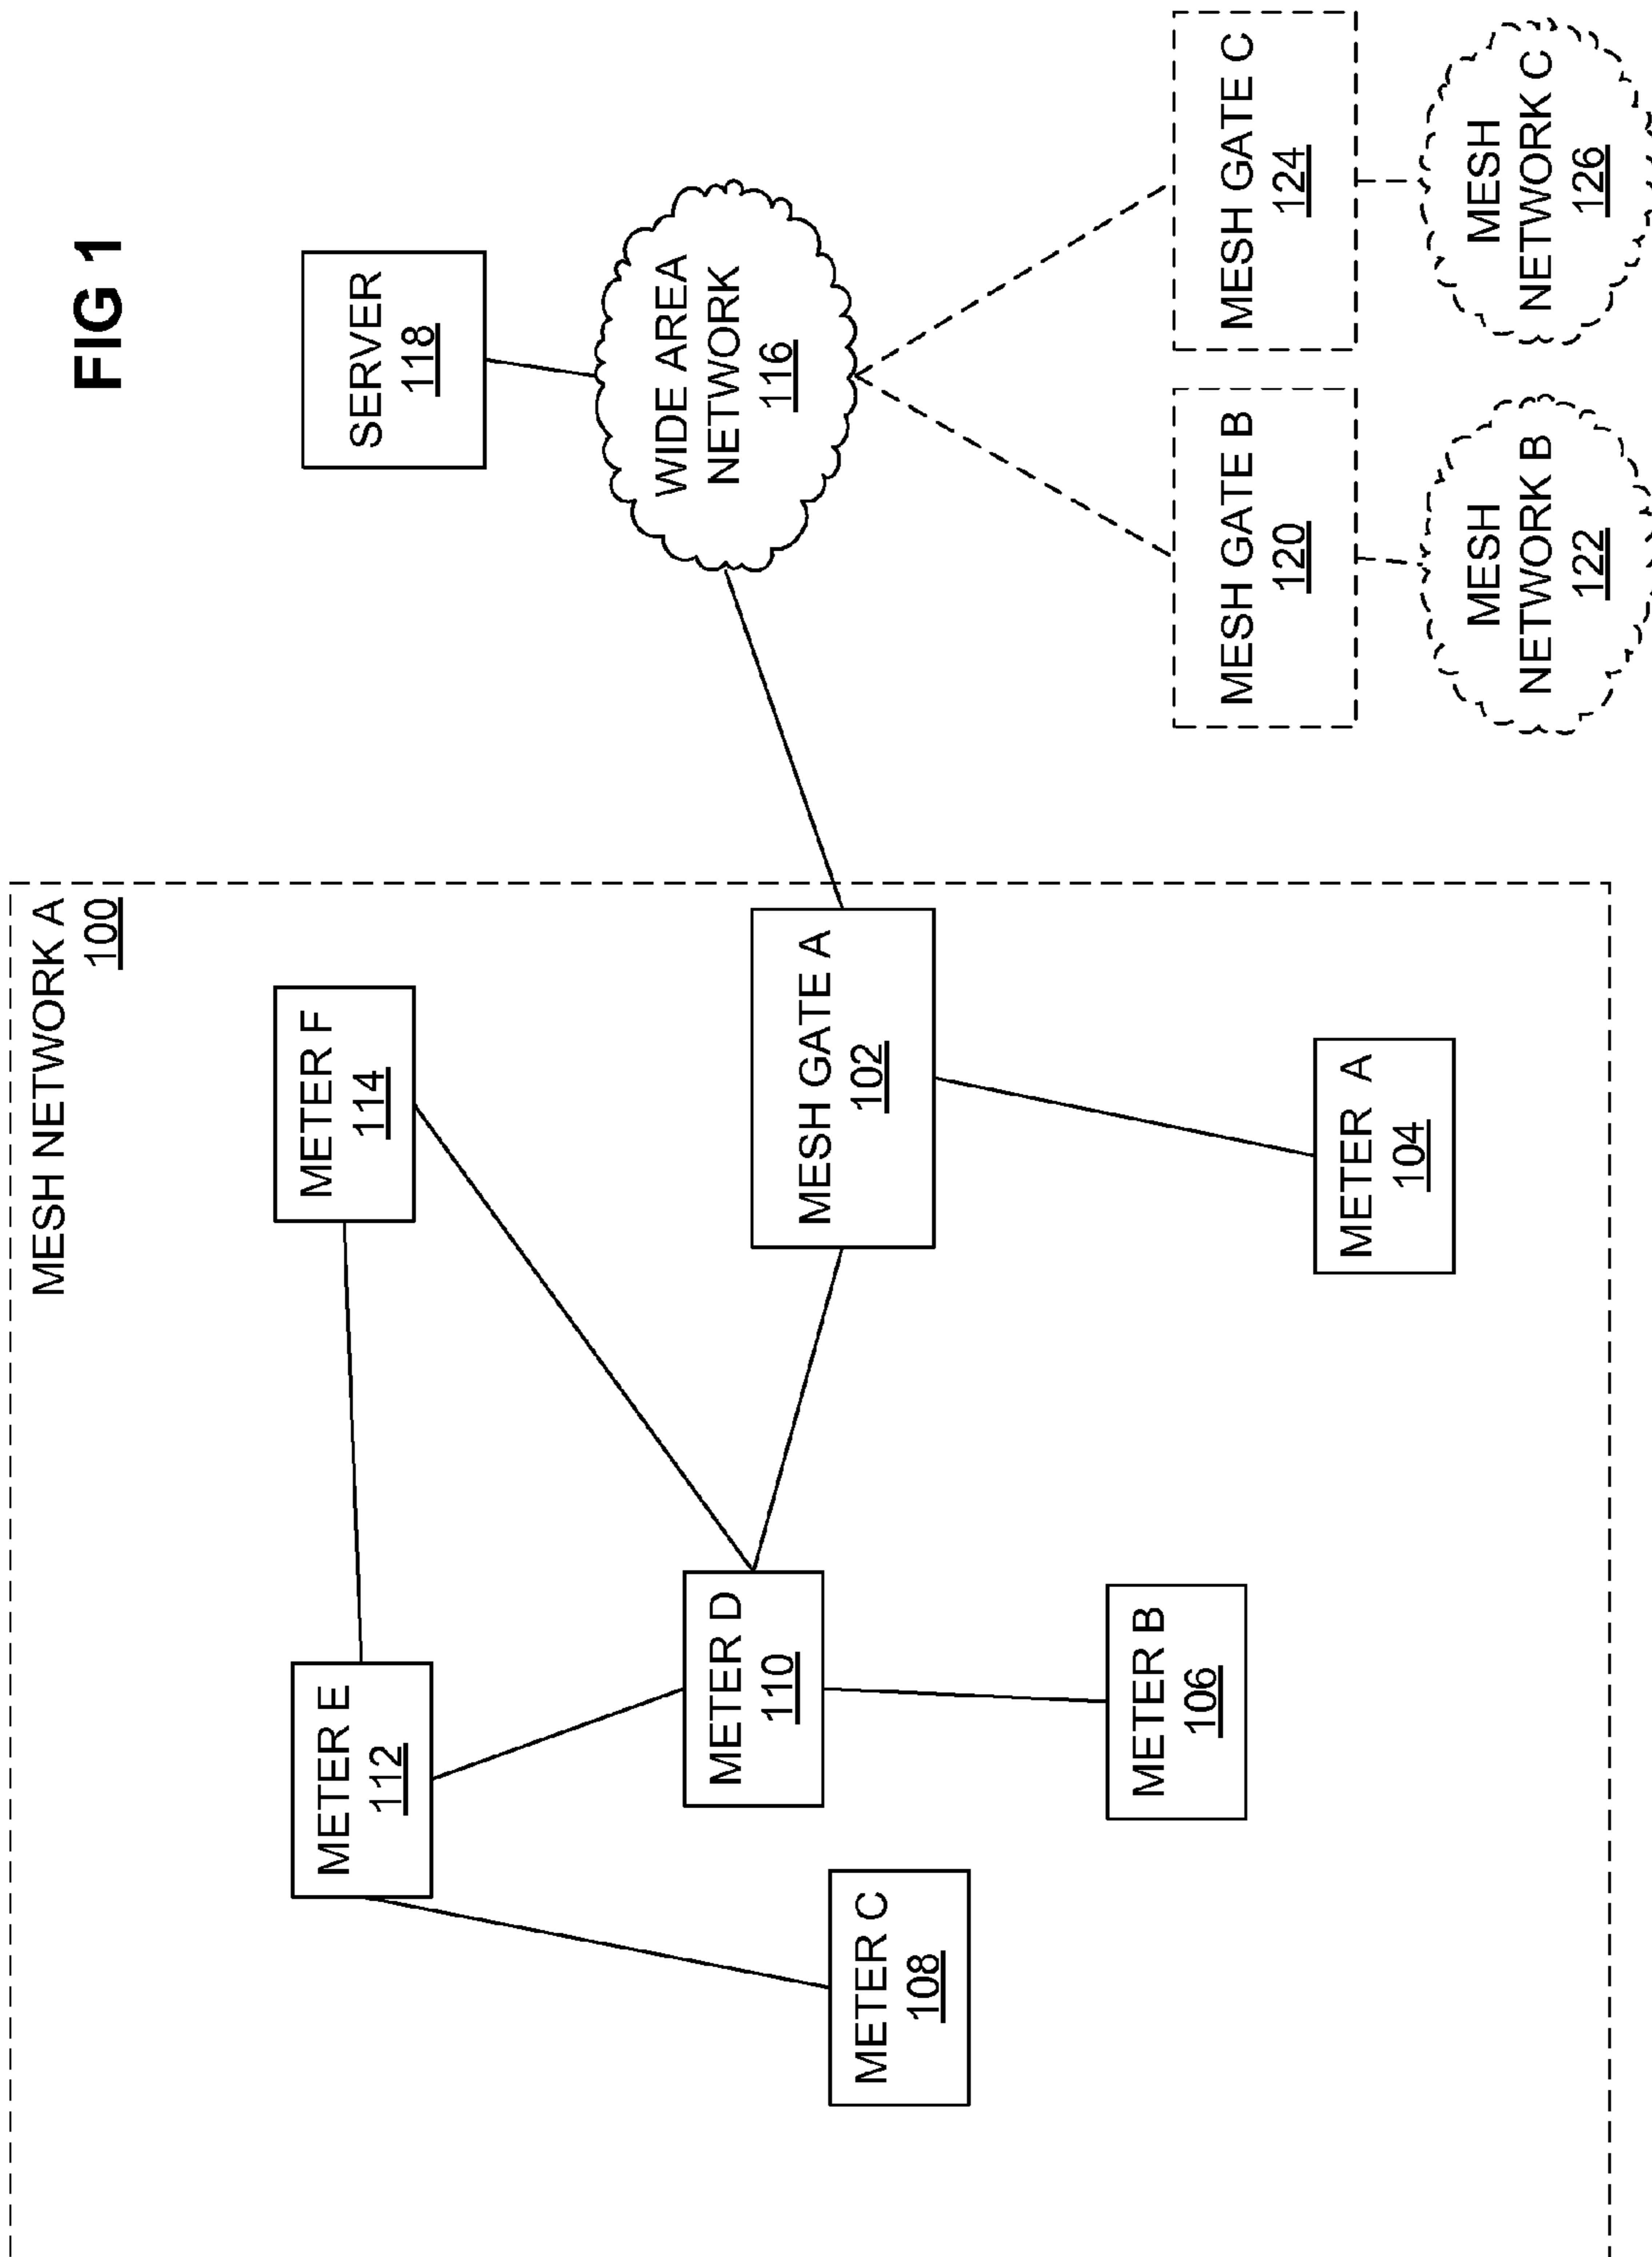 FIG 1
MESH NETWORK A
100
METER E
112
METER F
114
SERVER
118
METER C
108
METER D
110
MESH GATE A
102
WIDE AREA
NETWORK
116
METER B
106
METER A
104
MESH GATE B
120
MESH GATE C
124
MESH
NETWORK B
122
MESH
NETWORK C
126